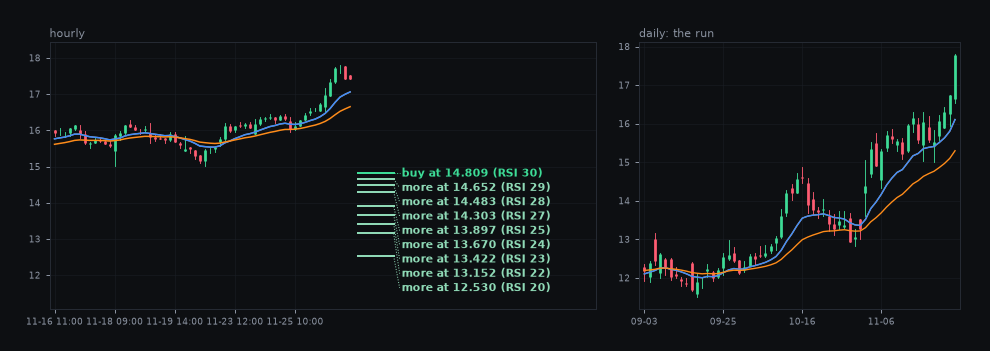 hourly
18
17
16
15
14
13
12
buy at 14.809 (RSI 30)
more at 14.652 (RSI 29)
more at 14.483 (RSI 28)
more at 14.303 (RSI 27)
more at 13.897 (RSI 25)
more at 13.670 (RSI 24)
more at 13.422 (RSI 23)
more at 13.152 (RSI 22)
more at 12.530 (RSI 20)
11-16 11:00 11-18 09:00 11-19 14:00 11-23 12:00 11-25 10:00
daily: the run
18
17
16
15
14
13
12
09-03 09-25 10-16 11-06